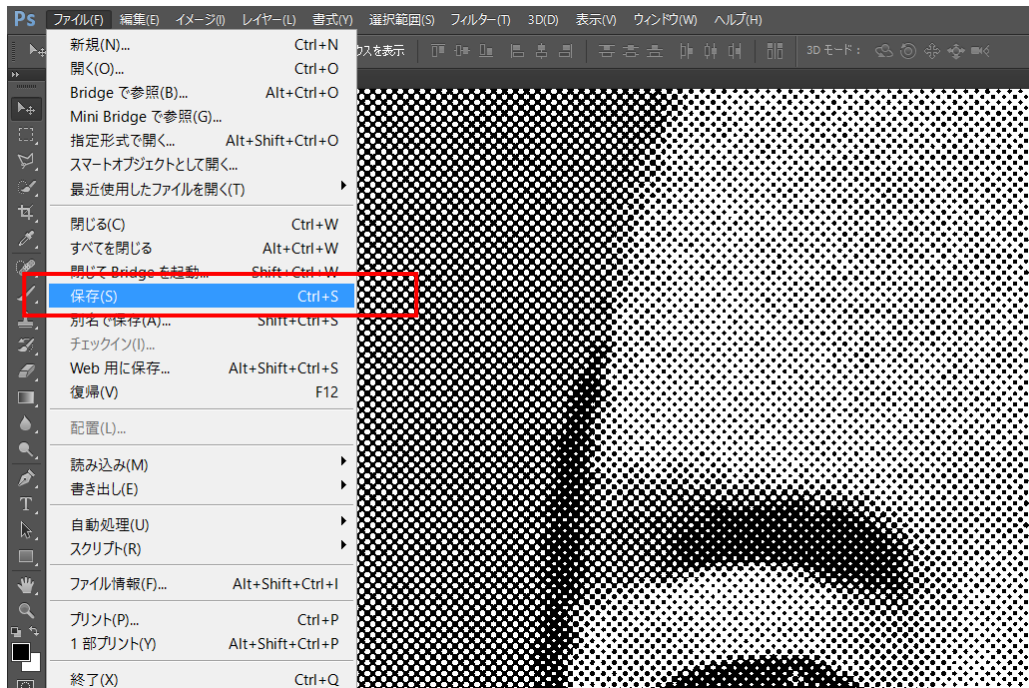 Ps ファイル(F) 編集(E) イメージ(I) レイヤー(L) 書式(Y) 選択範囲(S) フィルター(T) 3D(D) 表示(V) ウィンドウ(W) ヘルプ(H)
新規(N)... Ctrl+N
クスを表示 3D モード :
開く(O)... Ctrl+O
Bridge で参照(B)... Alt+Ctrl+O
Mini Bridge で参照(G)...
指定形式で開く... Alt+Shift+Ctrl+O
スマートオブジェクトとして開く...
最近使用したファイルを開く(T)
閉じる(C) Ctrl+W
すべてを閉じる Alt+Ctrl+W
閉じて Bridge を起動... Shift+Ctrl+W
保存(S) Ctrl+S
別名で保存(A)... Shift+Ctrl+S
チェックイン(I)...
Web 用に保存... Alt+Shift+Ctrl+S
復帰(V) F12
配置(L)...
読み込み(M)
書き出し(E)
自動処理(U)
スクリプト(R)
ファイル情報(F)... Alt+Shift+Ctrl+I
プリント(P)... Ctrl+P
1 部プリント(Y) Alt+Shift+Ctrl+P
終了(X) Ctrl+Q